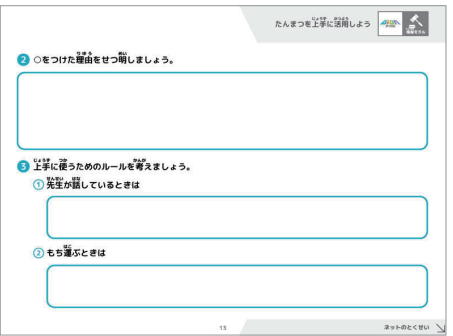 たんまつを上手に活用しよう
2 ○をつけた理由をせつ明しましょう。
3 上手に使うためのルールを考えましょう。
① 先生が話しているときは
② もち運ぶときは
13
ネットのとくせい